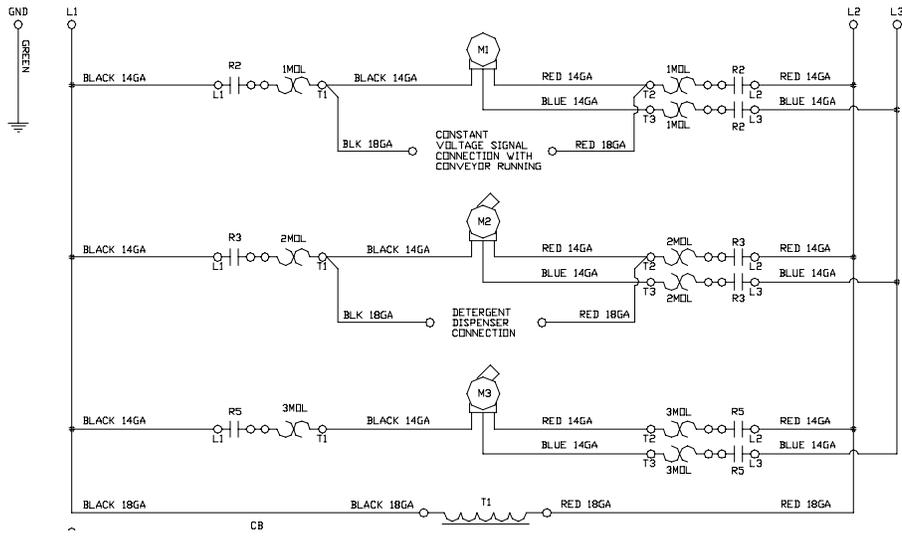 GND
L1
L2
L3
GREEN
M1
BLACK 14GA
R2
1MOL
BLACK 14GA
RED 14GA
1MOL
R2
RED 14GA
L1
T1
T2
L2
BLUE 14GA
BLUE 14GA
T3
1MOL
R2
L3
BLK 18GA
CONSTANT
VOLTAGE SIGNAL
CONNECTION WITH
CONVEYOR RUNNING
RED 18GA
M2
BLACK 14GA
R3
2MOL
BLACK 14GA
RED 14GA
2MOL
R3
RED 14GA
L1
T1
T2
L2
BLUE 14GA
BLUE 14GA
T3
2MOL
R3
L3
BLK 18GA
DETERGENT
DISPENSER
CONNECTION
RED 18GA
M3
BLACK 14GA
R5
3MOL
BLACK 14GA
RED 14GA
3MOL
R5
RED 14GA
L1
T1
T2
L2
BLUE 14GA
BLUE 14GA
T3
3MOL
R5
L3
BLACK 18GA
BLACK 18GA
T1
RED 18GA
RED 18GA
CB